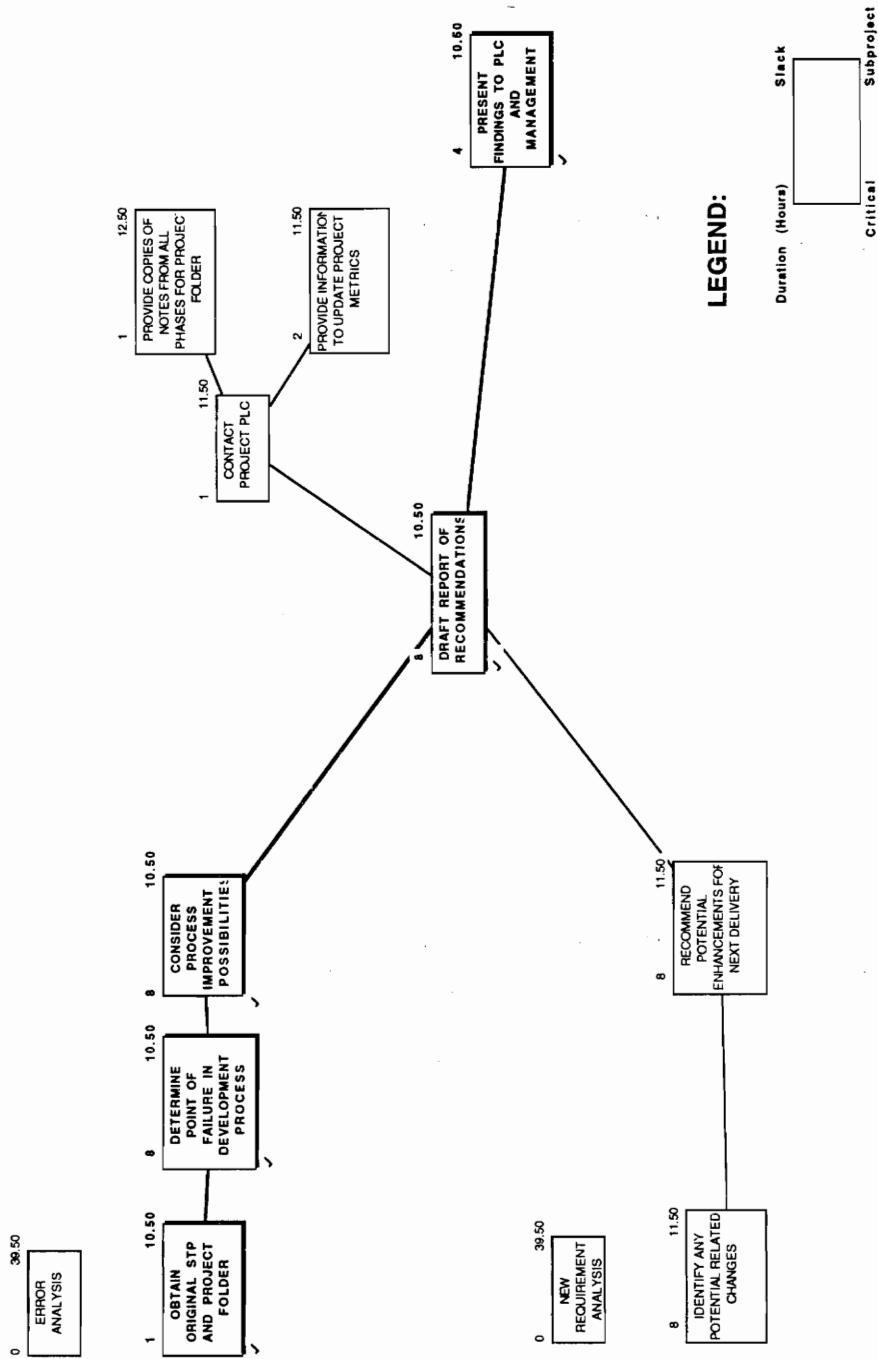 0 39.50
ERROR
ANALYSIS
1 10.50
OBTAIN
ORIGINAL STP
AND PROJECT
FOLDER
8 10.50
DETERMINE
POINT OF
FAILURE IN
DEVELOPMENT
PROCESS
8 10.50
CONSIDER
PROCESS
IMPROVEMENT
POSSIBILITIES
0 39.50
NEW
REQUIREMENT
ANALYSIS
8 11.50
IDENTIFY ANY
POTENTIAL RELATED
CHANGES
8 11.50
RECOMMEND
POTENTIAL
ENHANCEMENTS FOR
NEXT DELIVERY
8 10.50
DRAFT REPORT OF
RECOMMENDATIONS
1 11.50
CONTACT
PROJECT PLC
1 12.50
PROVIDE COPIES OF
NOTES FROM ALL
PHASES FOR PROJEC
FOLDER
2 11.50
PROVIDE INFORMATION
TO UPDATE PROJECT
METRICS
4 10.50
PRESENT
FINDINGS TO PLC
AND
MANAGEMENT
LEGEND:
Duration (Hours) Slack
Critical Subproject